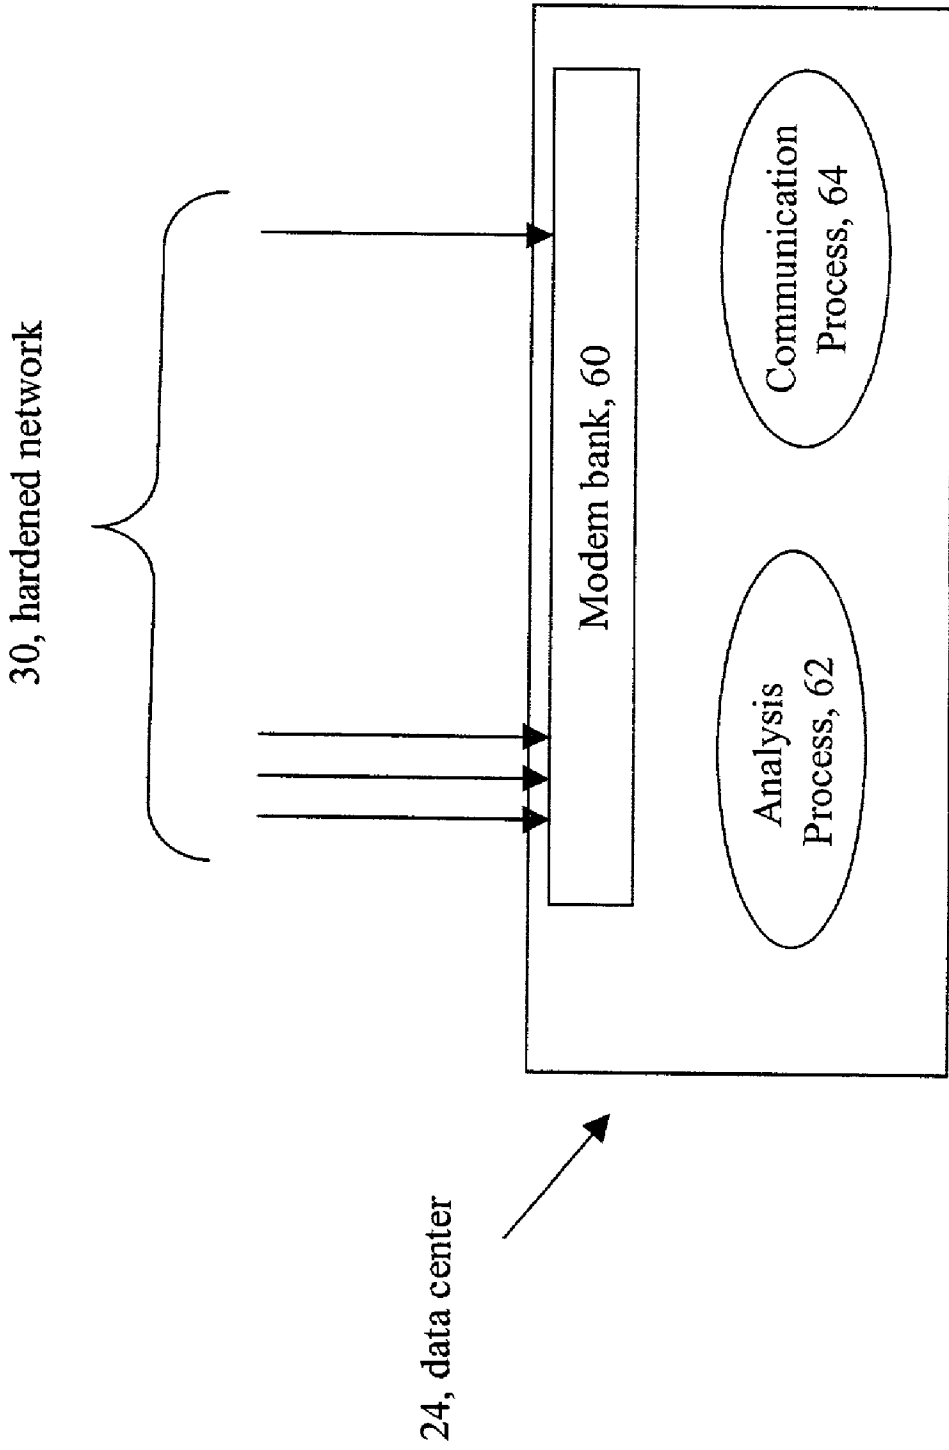 30, hardened network
24, data center
Modem bank, 60
Analysis
Process, 62
Communication
Process, 64